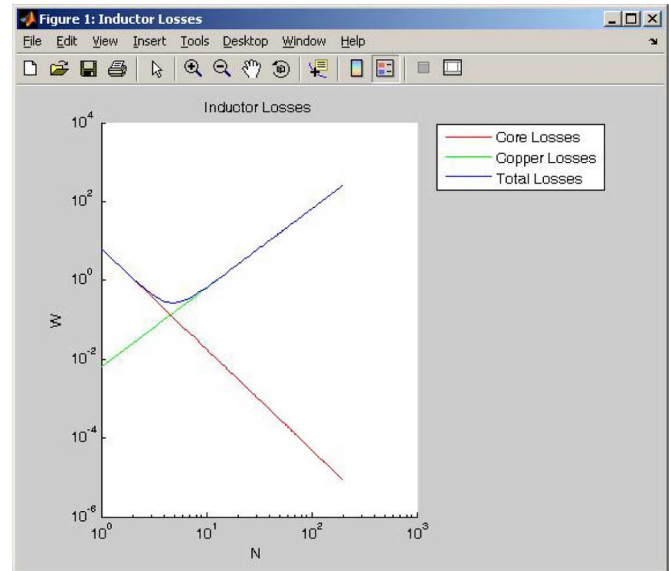 Figure 1: Inductor Losses
File Edit View Insert Tools Desktop Window Help
Inductor Losses
Core Losses
Copper Losses
Total Losses
10^4
10^2
10^0
10^-2
10^-4
10^-6
W
10^0 10^1 10^2 10^3
N